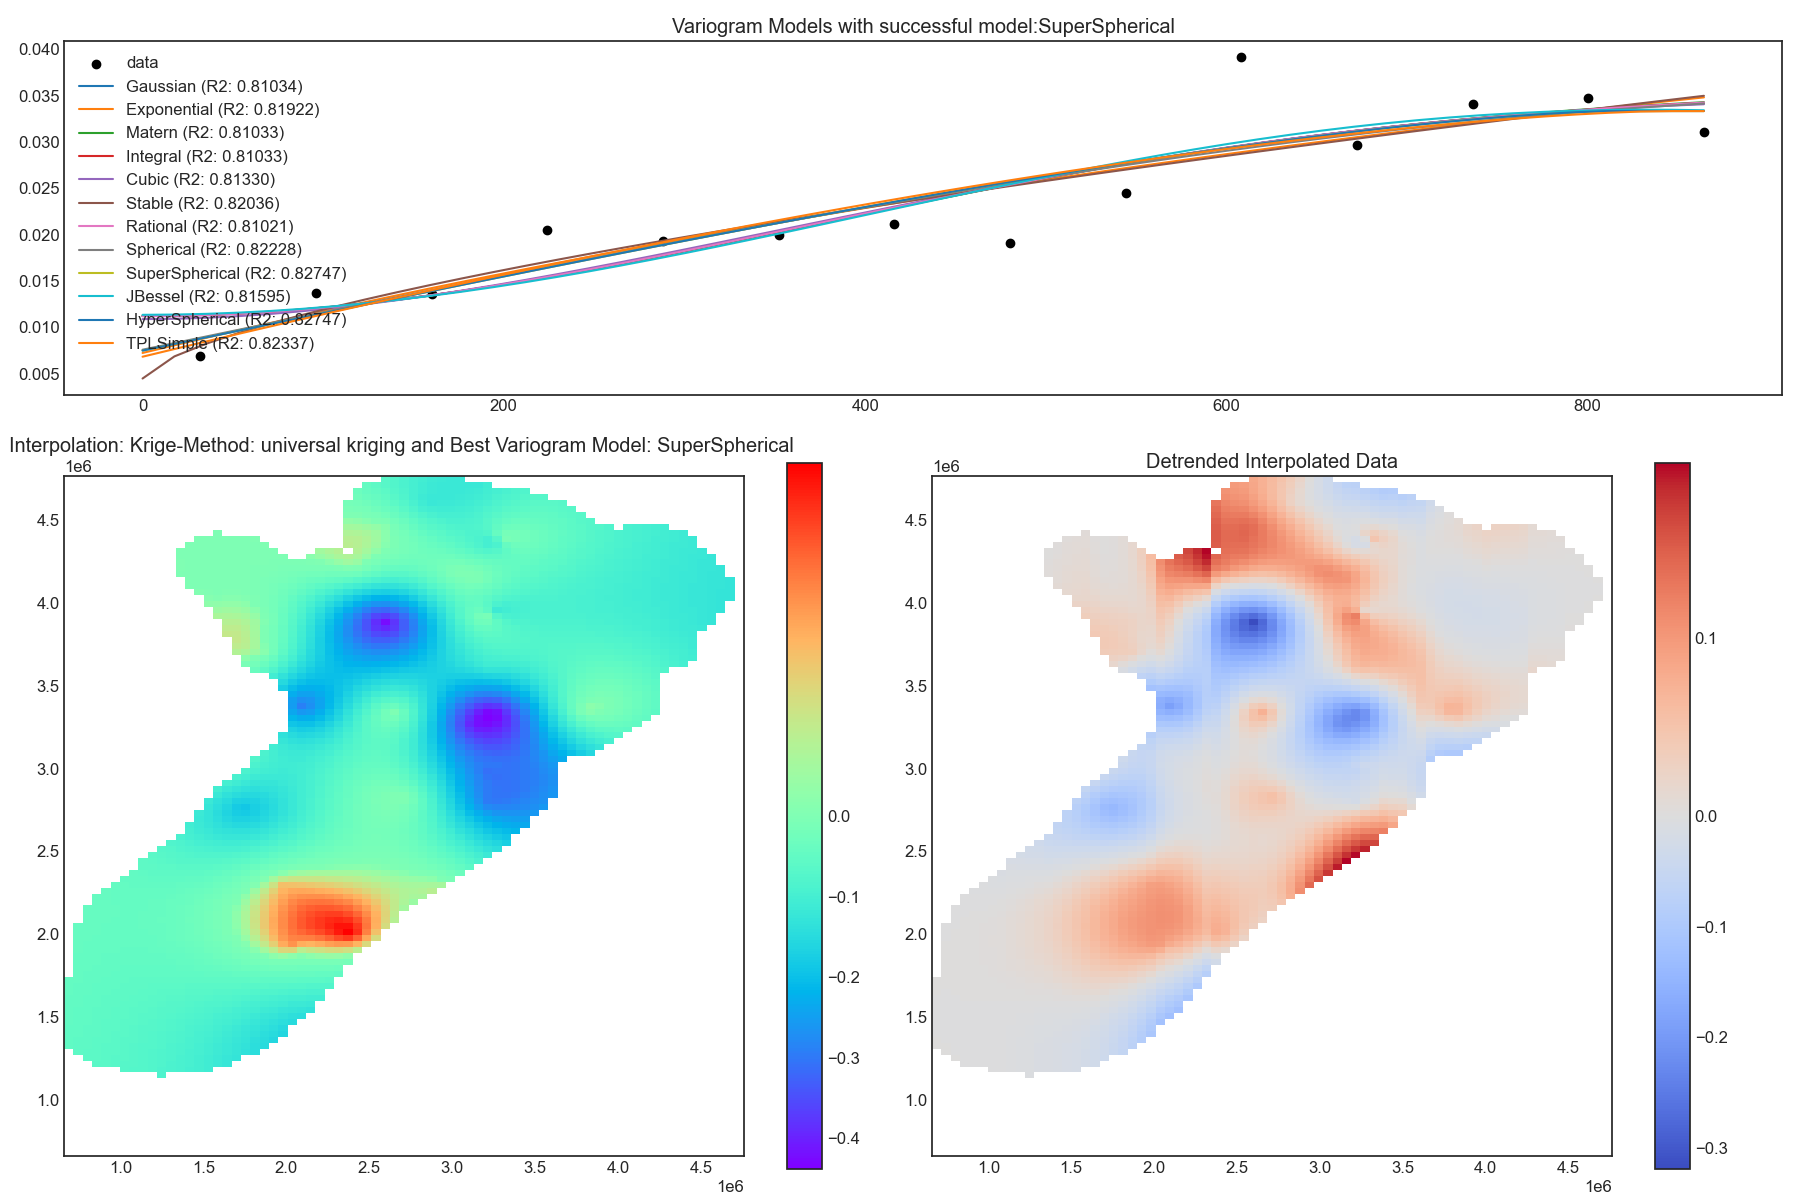 Variogram Models with successful model:SuperSpherical
0.040
0.035
0.030
0.025
0.020
0.015
0.010
0.005
data
Gaussian (R2: 0.81034)
Exponential (R2: 0.81922)
Matern (R2: 0.81033)
Integral (R2: 0.81033)
Cubic (R2: 0.81330)
Stable (R2: 0.82036)
Rational (R2: 0.81021)
Spherical (R2: 0.82228)
SuperSpherical (R2: 0.82747)
JBessel (R2: 0.81595)
HyperSpherical (R2: 0.82747)
TPLSimple (R2: 0.82337)
0 200 400 600 800
Interpolation: Krige-Method: universal kriging and Best Variogram Model: SuperSpherical
1e6
4.5
4.0
3.5
3.0
2.5
2.0
1.5
1.0
1.0 1.5 2.0 2.5 3.0 3.5 4.0 4.5
1e6
0.0
−0.1
−0.2
−0.3
−0.4
Detrended Interpolated Data
1e6
4.5
4.0
3.5
3.0
2.5
2.0
1.5
1.0
1.0 1.5 2.0 2.5 3.0 3.5 4.0 4.5
1e6
0.1
0.0
−0.1
−0.2
−0.3